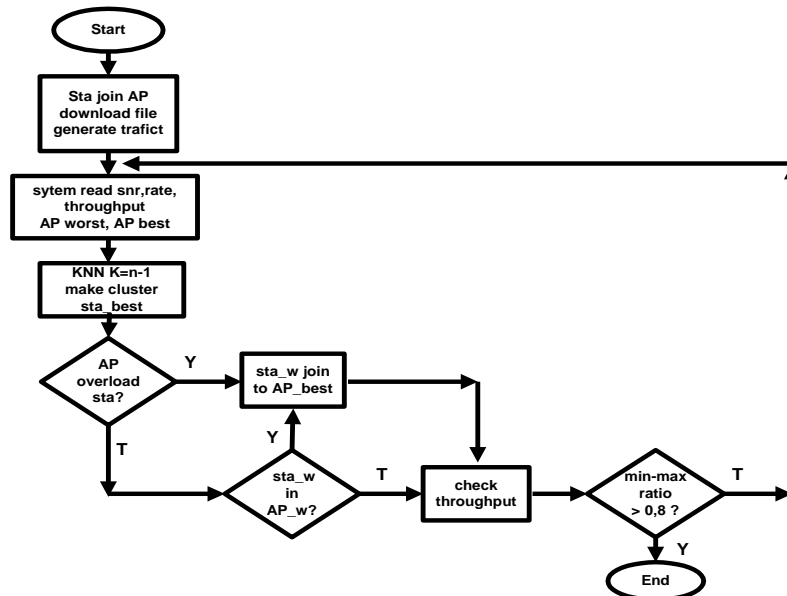 Start
Sta join AP
download file
generate trafict
sytem read snr,rate,
throughput
AP worst, AP best
KNN K=n-1
make cluster
sta_best
AP
overload
sta?
Y
T
sta_w join
to AP_best
Y
sta_w
in
AP_w?
T
check
throughput
min-max
ratio
> 0,8 ?
T
Y
End